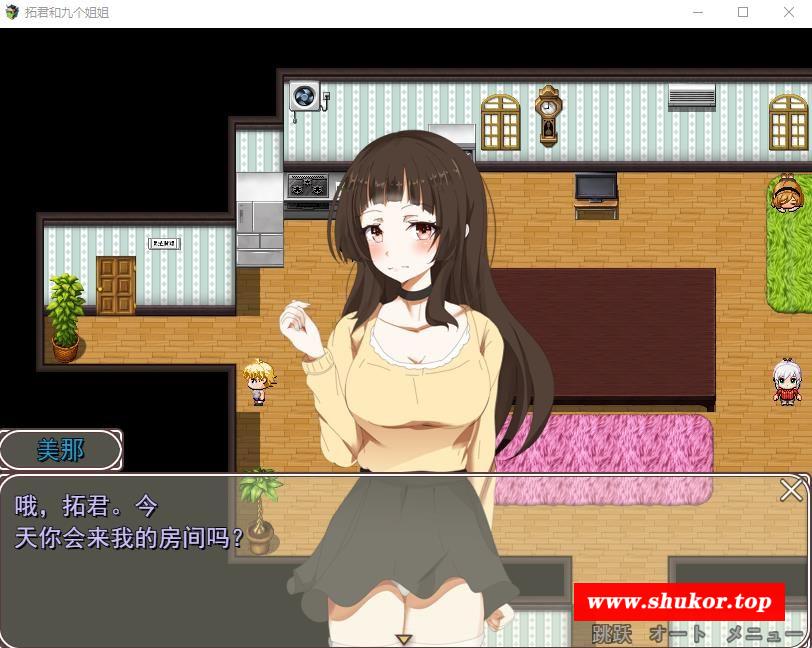 拓君和九个姐姐
美那
哦，拓君。今
天你会来我的房间吗？
www.shukor.top
跳跃 オート メニュー